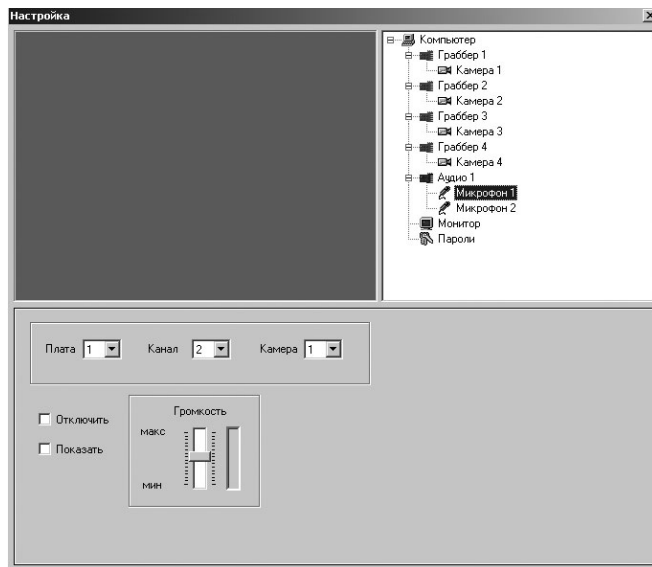 Настройка
Компьютер
Граббер 1
Камера 1
Граббер 2
Камера 2
Граббер 3
Камера 3
Граббер 4
Камера 4
Аудио 1
Микрофон 1
Микрофон 2
Монитор
Пароли
Плата 1 Канал 2 Камера 1
Отключить
Показать
Громкость
макс
мин